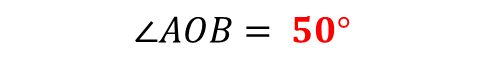 ∠AOB = 50°